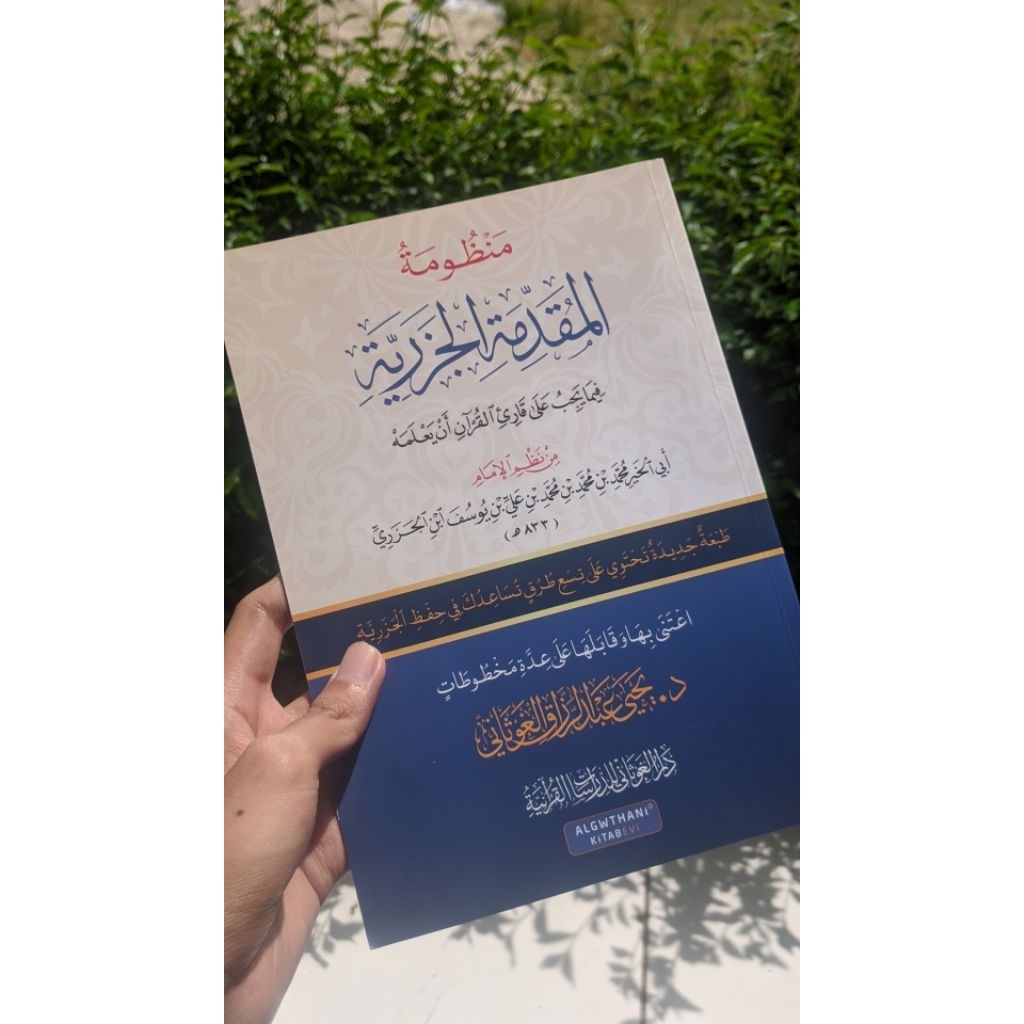 مَنْظُومَةُ
المُقَدِّمَةِ الجَزَرِيَّةِ
فِيمَا يَجِبُ عَلَى قَارِئِ القُرْآنِ أَنْ يَعْلَمَهْ
مِنْ نَظْمِ الإِمَامِ
أَبِي الخَيْرِ مُحَمَّدِ بْنِ مُحَمَّدِ بْنِ مُحَمَّدِ بْنِ عَلِيِّ بْنِ يُوسُفَ ابْنِ الجَزَرِيِّ
(٨٣٣ هـ)
طَبْعَةٌ جَدِيدَةٌ تَحْتَوِي عَلَى تِسْعِ طُرُقٍ تُسَاعِدُكَ فِي حِفْظِ الجَزَرِيَّةِ
اعْتَنَى بِهَا وَقَابَلَهَا عَلَى عِدَّةِ مَخْطُوطَاتٍ
د. يَحْيَى عَبْدُ الرَّزَّاقِ الغَوْثَانِي
دَارُ الغَوْثَانِي لِلدِّرَاسَاتِ القُرْآنِيَّةِ
ALGWTHANi®
KiTABEVi